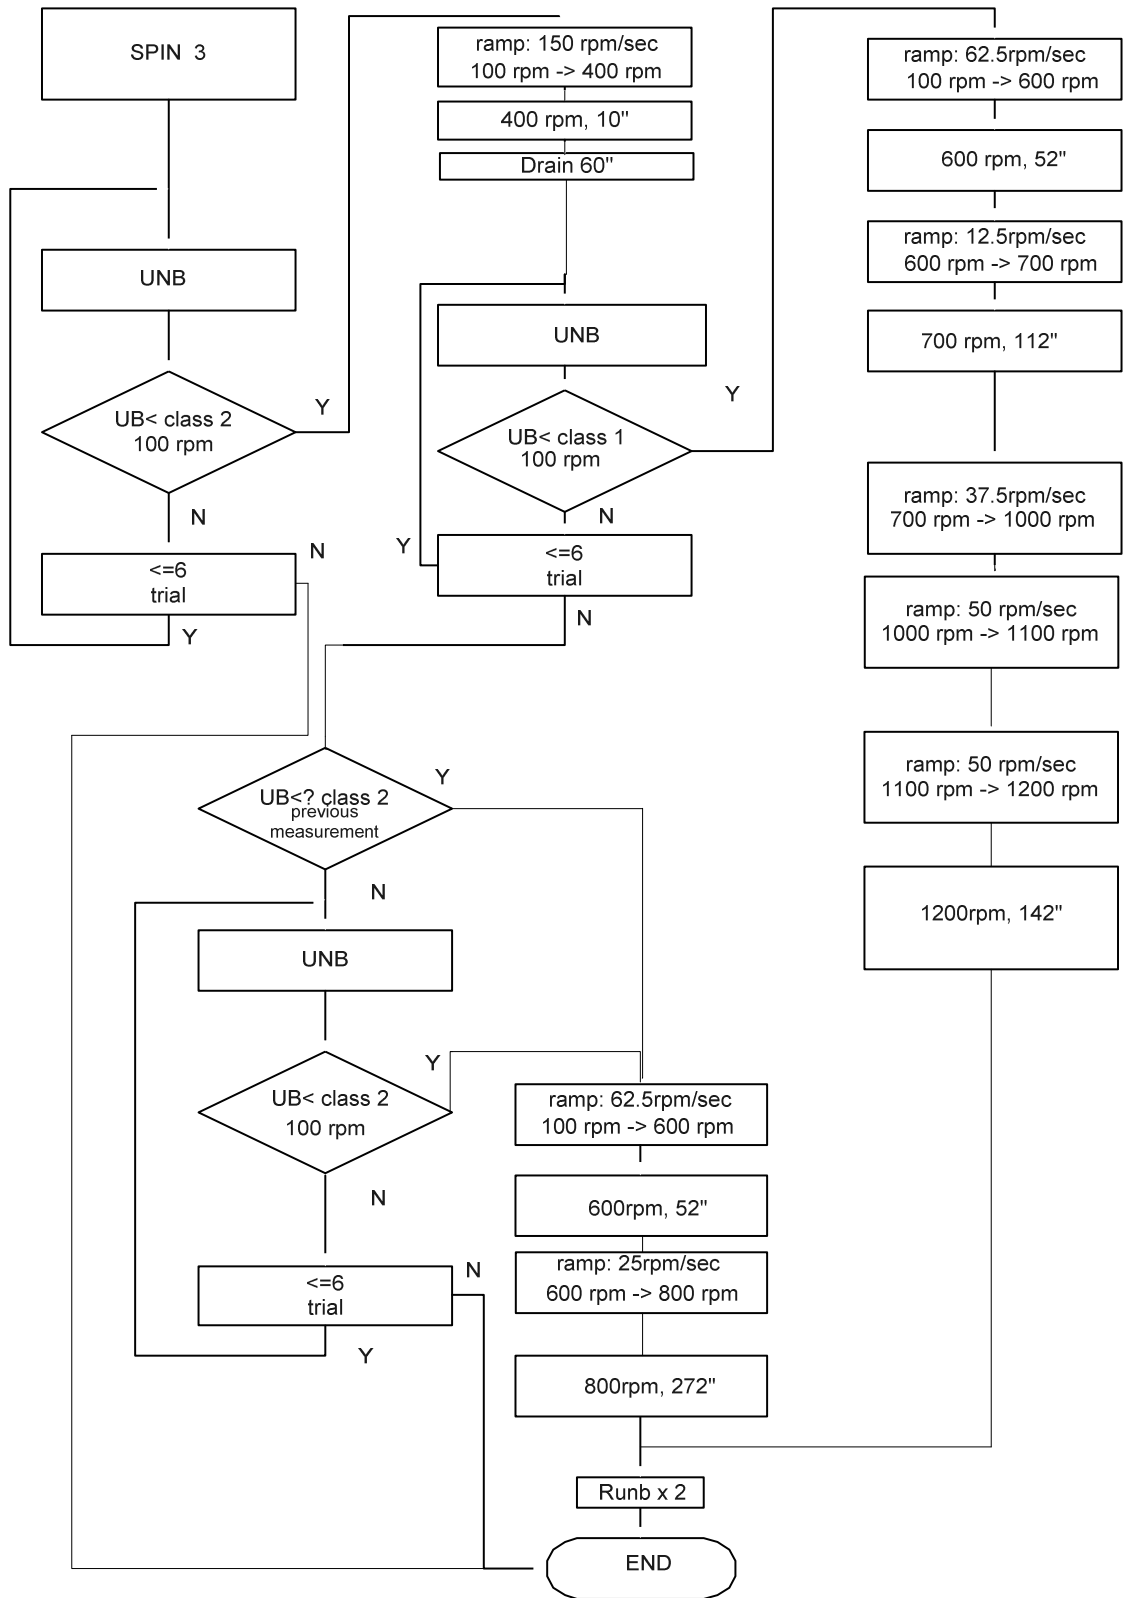 SPIN  3
UNB
UB< class 2
100 rpm
Y
N
<=6
trial
N
Y
ramp: 150 rpm/sec
100 rpm -> 400 rpm
400 rpm, 10"
Drain 60"
UNB
UB< class 1
100 rpm
Y
N
Y
<=6
trial
N
ramp: 62.5rpm/sec
100 rpm -> 600 rpm
600 rpm, 52"
ramp: 12.5rpm/sec
600 rpm -> 700 rpm
700 rpm, 112"
ramp: 37.5rpm/sec
700 rpm -> 1000 rpm
ramp: 50 rpm/sec
1000 rpm -> 1100 rpm
ramp: 50 rpm/sec
1100 rpm -> 1200 rpm
1200rpm, 142"
UB<? class 2
previous
measurement
Y
N
UNB
UB< class 2
100 rpm
Y
N
<=6
trial
N
Y
ramp: 62.5rpm/sec
100 rpm -> 600 rpm
600rpm, 52"
ramp: 25rpm/sec
600 rpm -> 800 rpm
800rpm, 272"
Runb x 2
END